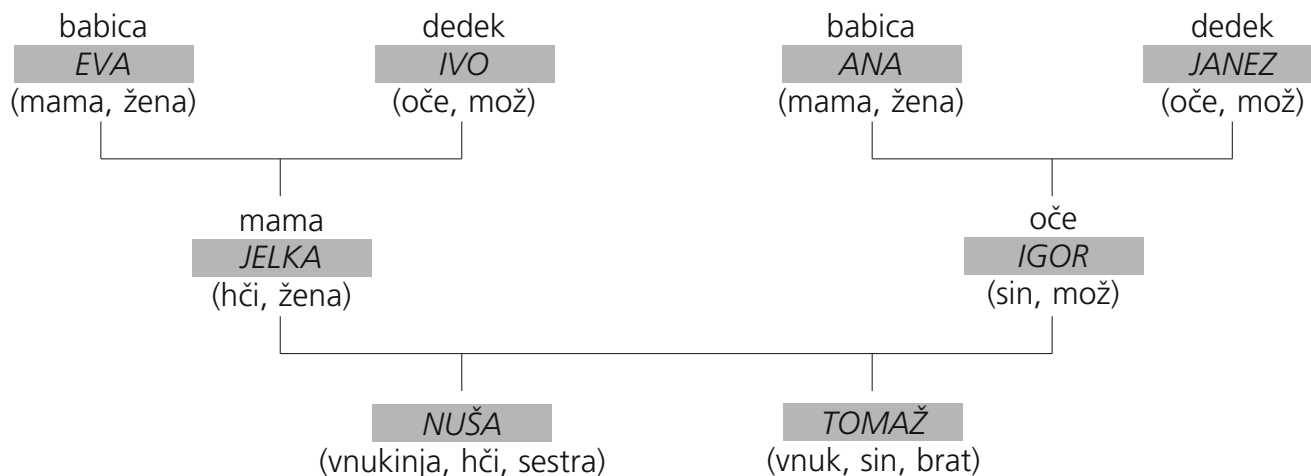 babica dedek babica dedek
EVA IVO ANA JANEZ
(mama, žena) (oče, mož) (mama, žena) (oče, mož)
mama oče
JELKA IGOR
(hči, žena) (sin, mož)
NUŠA TOMAŽ
(vnukinja, hči, sestra) (vnuk, sin, brat)